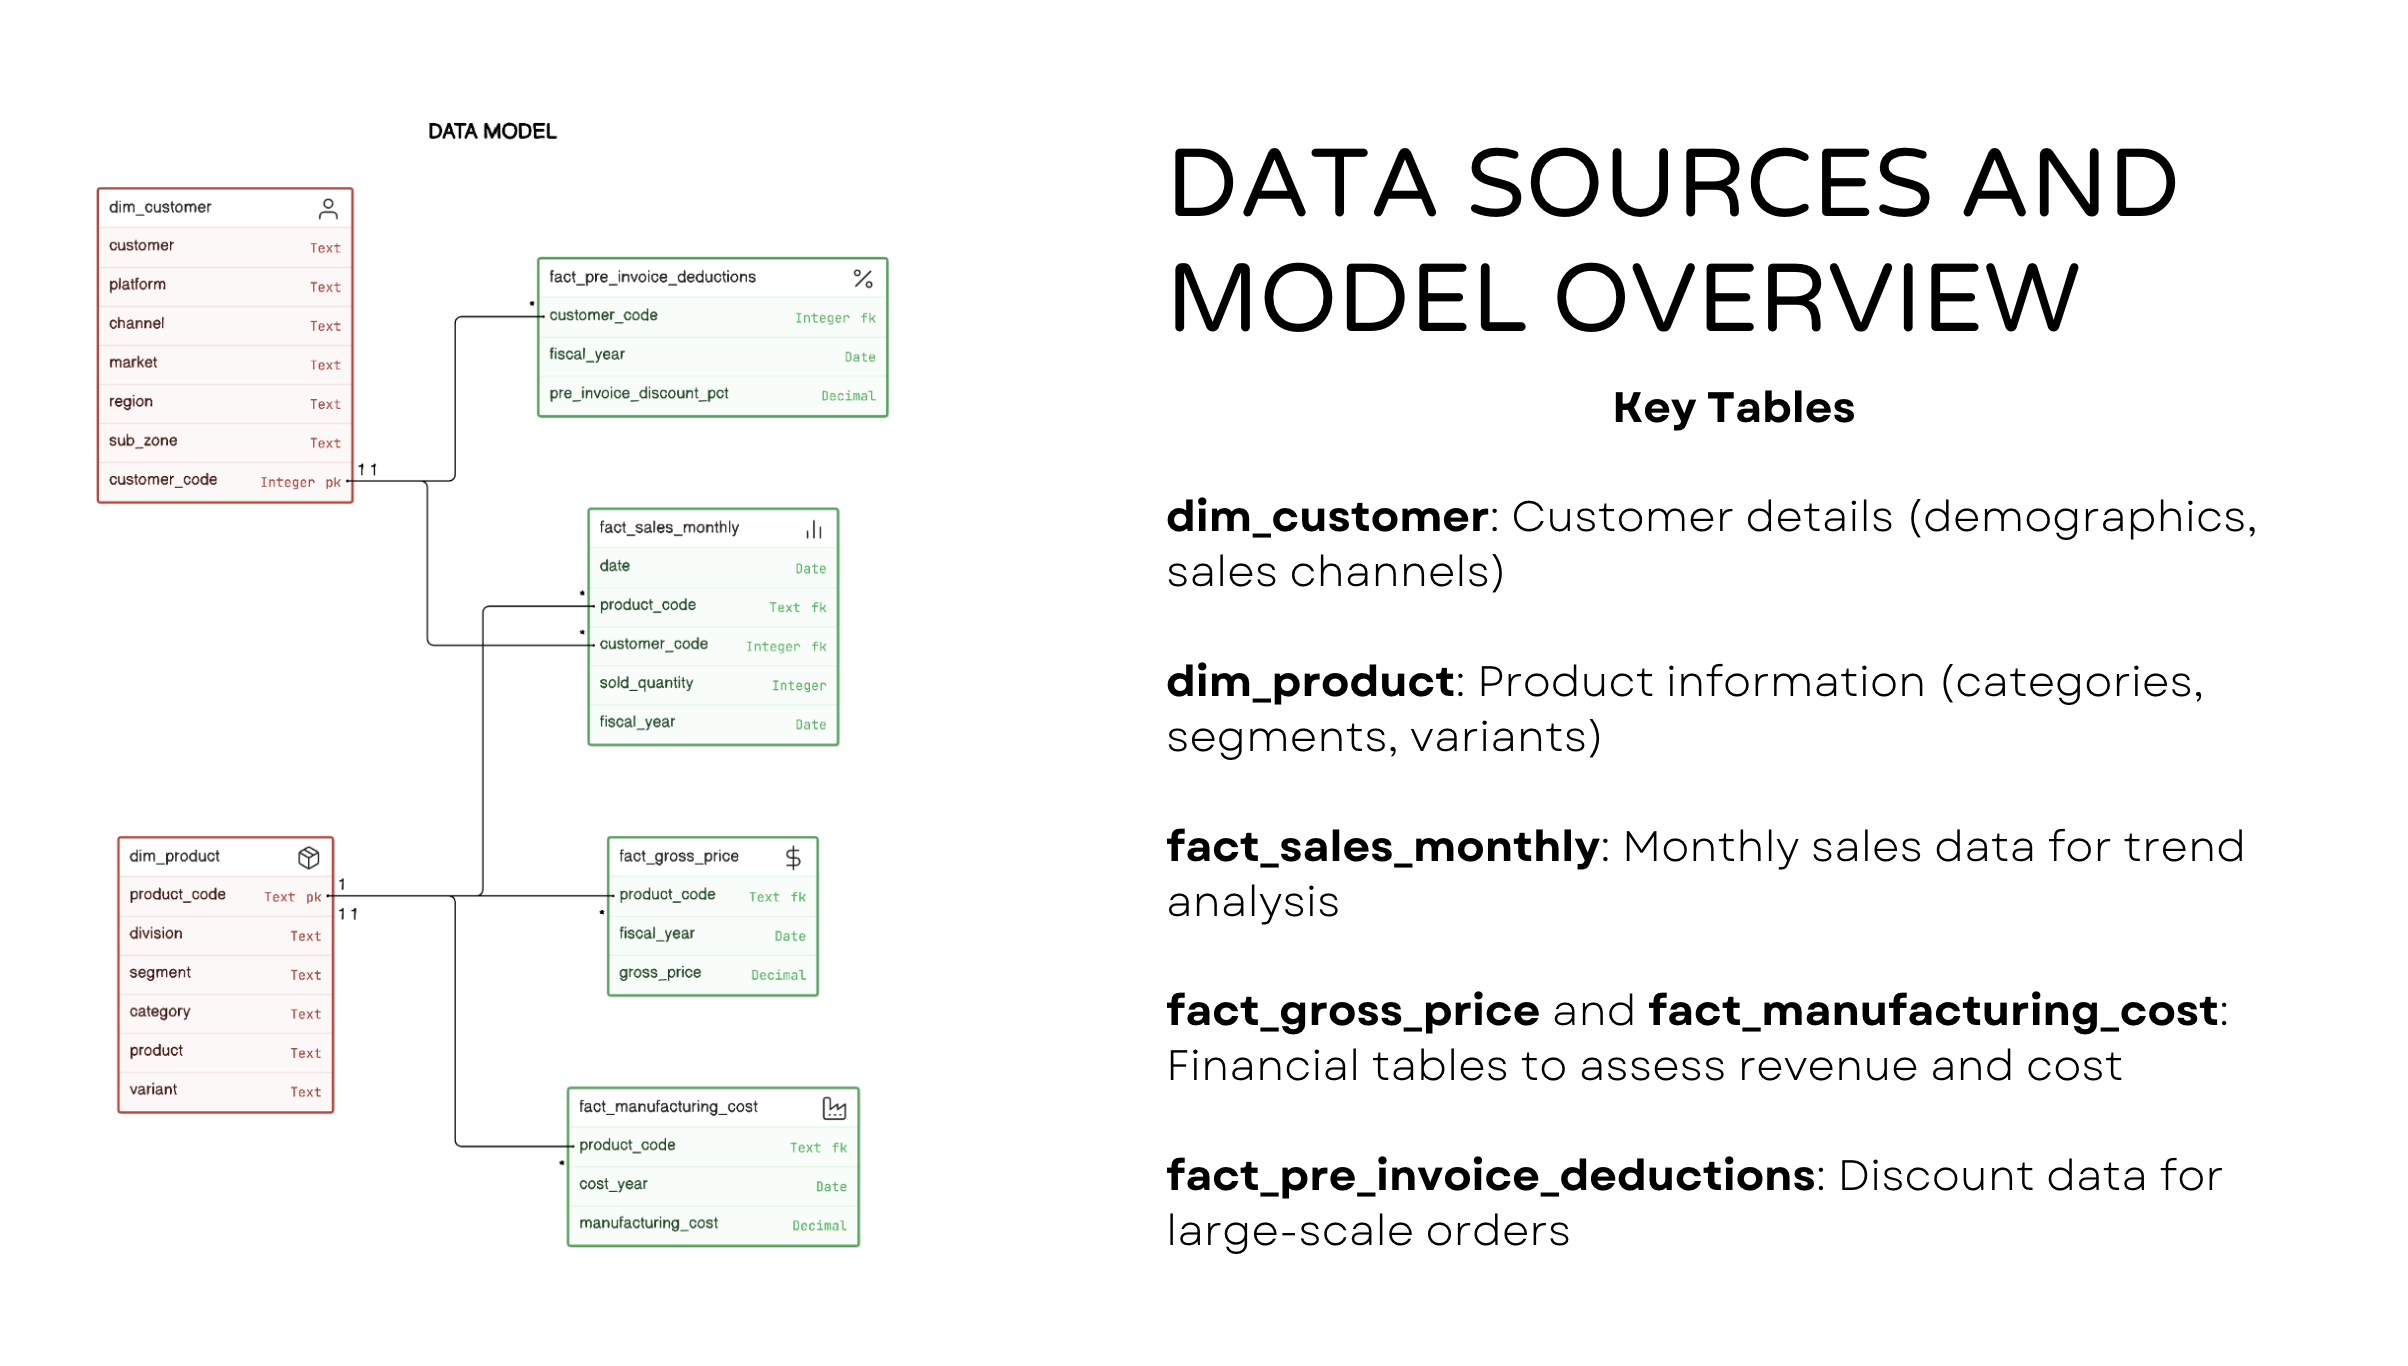 DATA MODEL
dim_customer
customer Text
platform Text
channel Text
market Text
region Text
sub_zone Text
customer_code Integer pk
1 1
*
fact_pre_invoice_deductions
customer_code Integer fk
fiscal_year Date
pre_invoice_discount_pct Decimal
fact_sales_monthly
date Date
*
product_code Text fk
*
customer_code Integer fk
sold_quantity Integer
fiscal_year Date
dim_product
product_code Text pk
1
1 1
division Text
segment Text
category Text
product Text
variant Text
fact_gross_price
product_code Text fk
*
fiscal_year Date
gross_price Decimal
fact_manufacturing_cost
product_code Text fk
*
cost_year Date
manufacturing_cost Decimal
DATA SOURCES AND
MODEL OVERVIEW
Key Tables
dim_customer: Customer details (demographics,
sales channels)
dim_product: Product information (categories,
segments, variants)
fact_sales_monthly: Monthly sales data for trend
analysis
fact_gross_price and fact_manufacturing_cost:
Financial tables to assess revenue and cost
fact_pre_invoice_deductions: Discount data for
large-scale orders